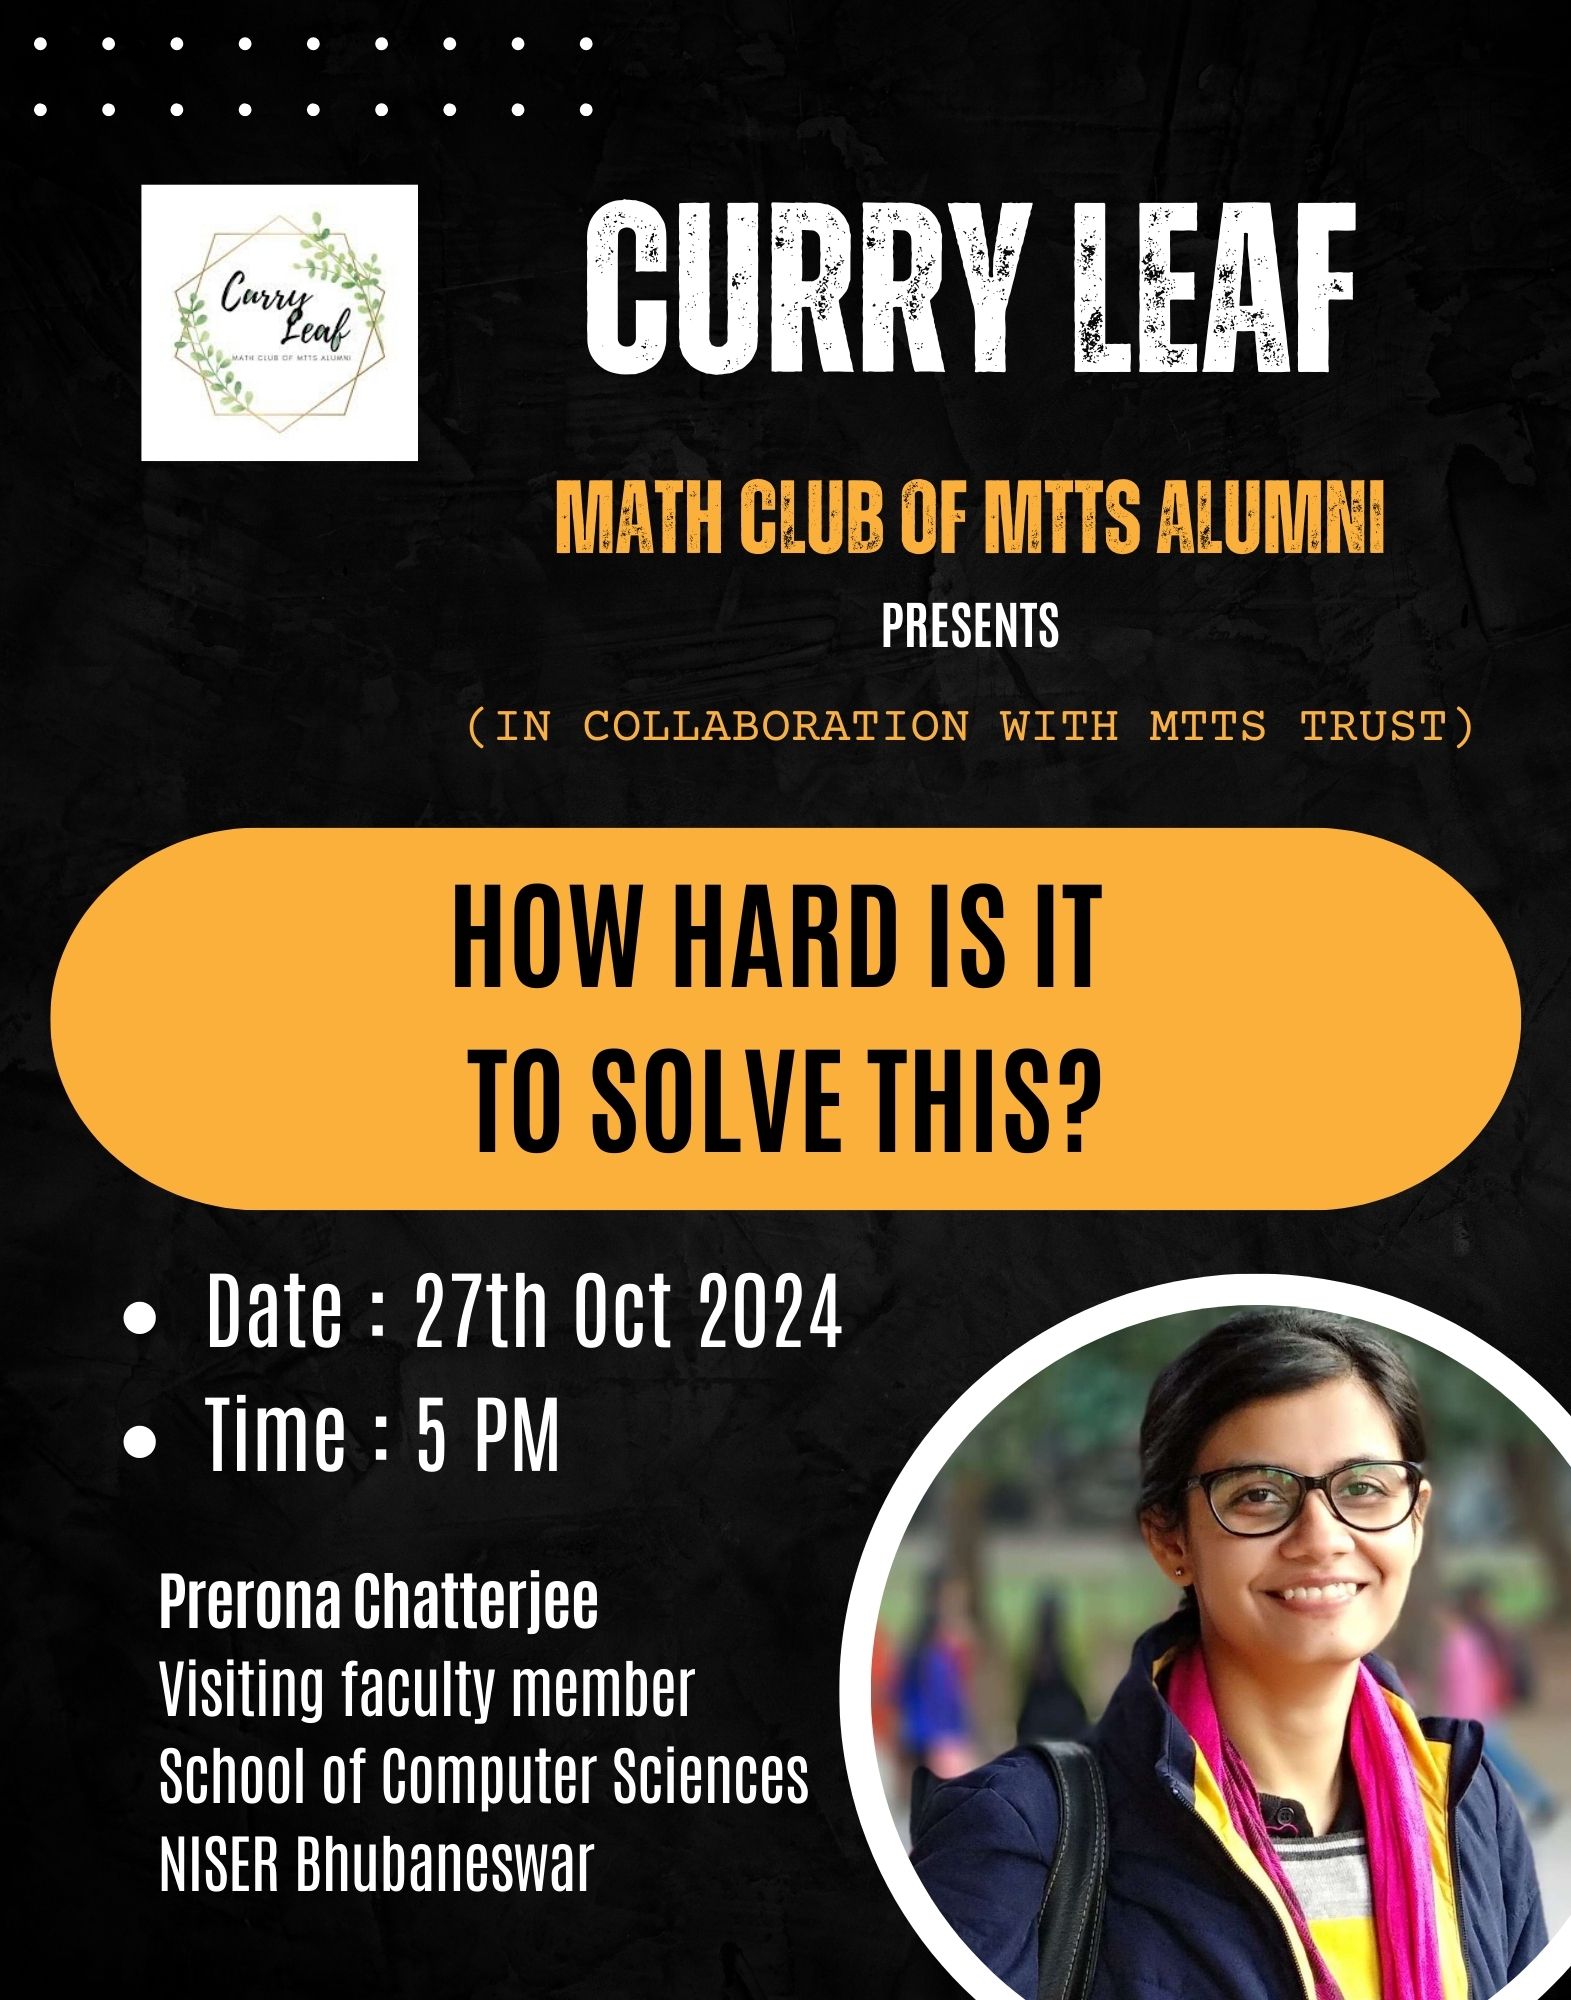 Curry
Leaf
MATH CLUB OF MTTS ALUMNI
CURRY LEAF
MATH CLUB OF MTTS ALUMNI
PRESENTS
(IN COLLABORATION WITH MTTS TRUST)
HOW HARD IS IT
TO SOLVE THIS?
• Date : 27th Oct 2024
• Time : 5 PM
Prerona Chatterjee
Visiting faculty member
School of Computer Sciences
NISER Bhubaneswar